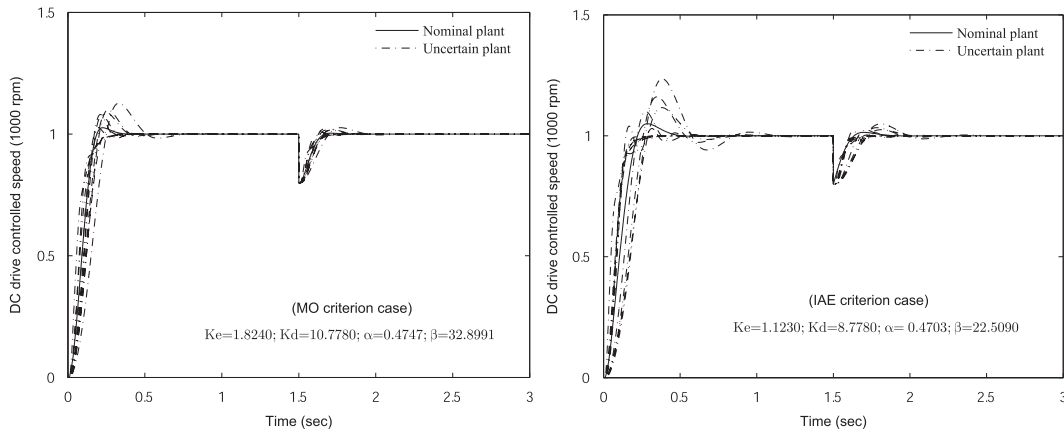 1.5
Nominal plant
Uncertain plant
1
0.5
0
DC drive controlled speed (1000 rpm)
(MO criterion case)
Ke=1.8240; Kd=10.7780; α=0.4747; β=32.8991
0 0.5 1 1.5 2 2.5 3
Time (sec)
1.5
Nominal plant
Uncertain plant
1
0.5
0
DC drive controlled speed (1000 rpm)
(IAE criterion case)
Ke=1.1230; Kd=8.7780; α= 0.4703; β=22.5090
0 0.5 1 1.5 2 2.5 3
Time (sec)